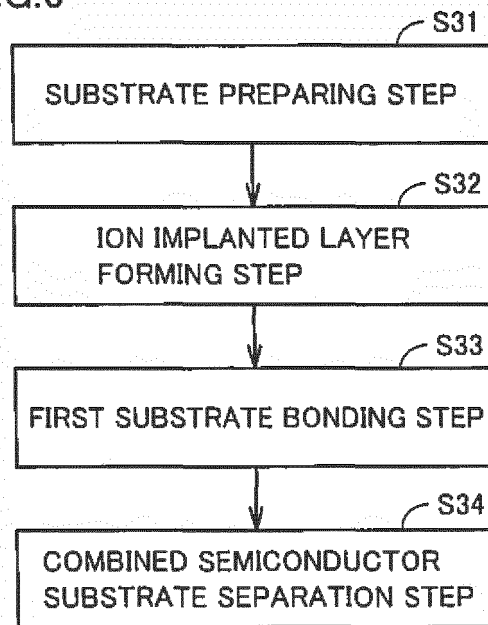 S31
SUBSTRATE PREPARING STEP
S32
ION IMPLANTED LAYER
FORMING STEP
S33
FIRST SUBSTRATE BONDING STEP
S34
COMBINED SEMICONDUCTOR
SUBSTRATE SEPARATION STEP